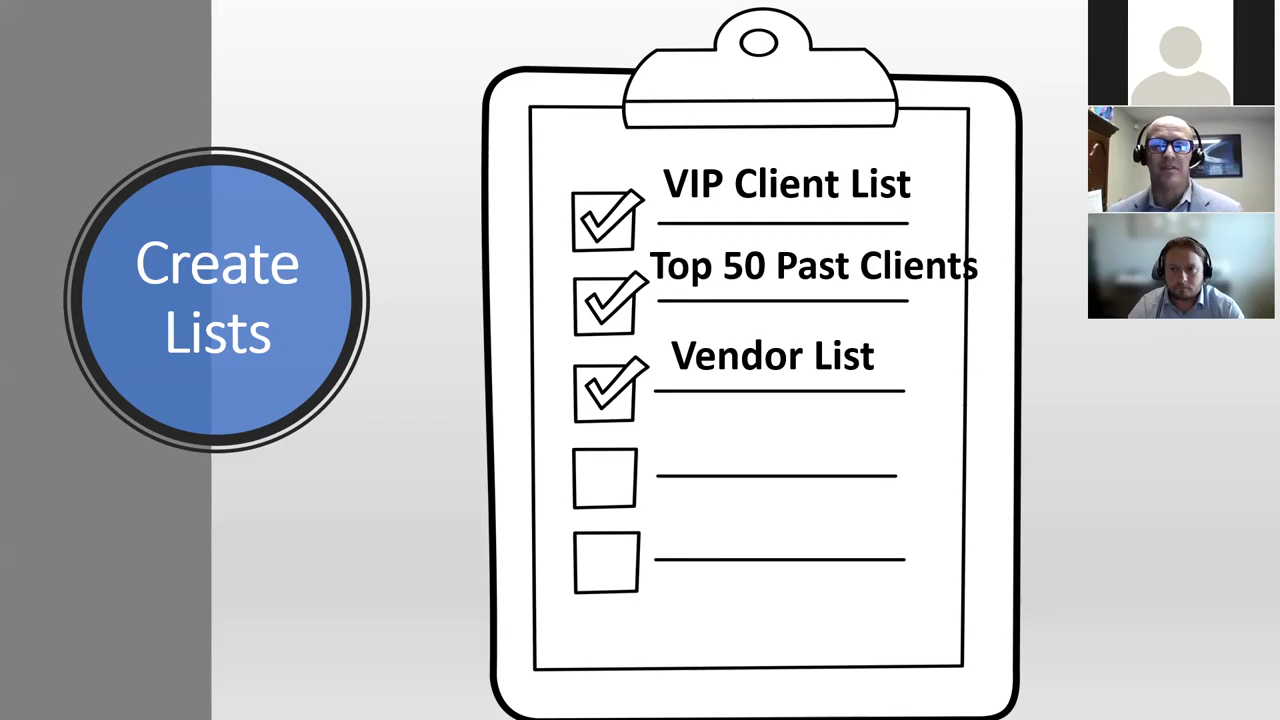 Create
Lists
VIP Client List
Top 50 Past Clients
Vendor List